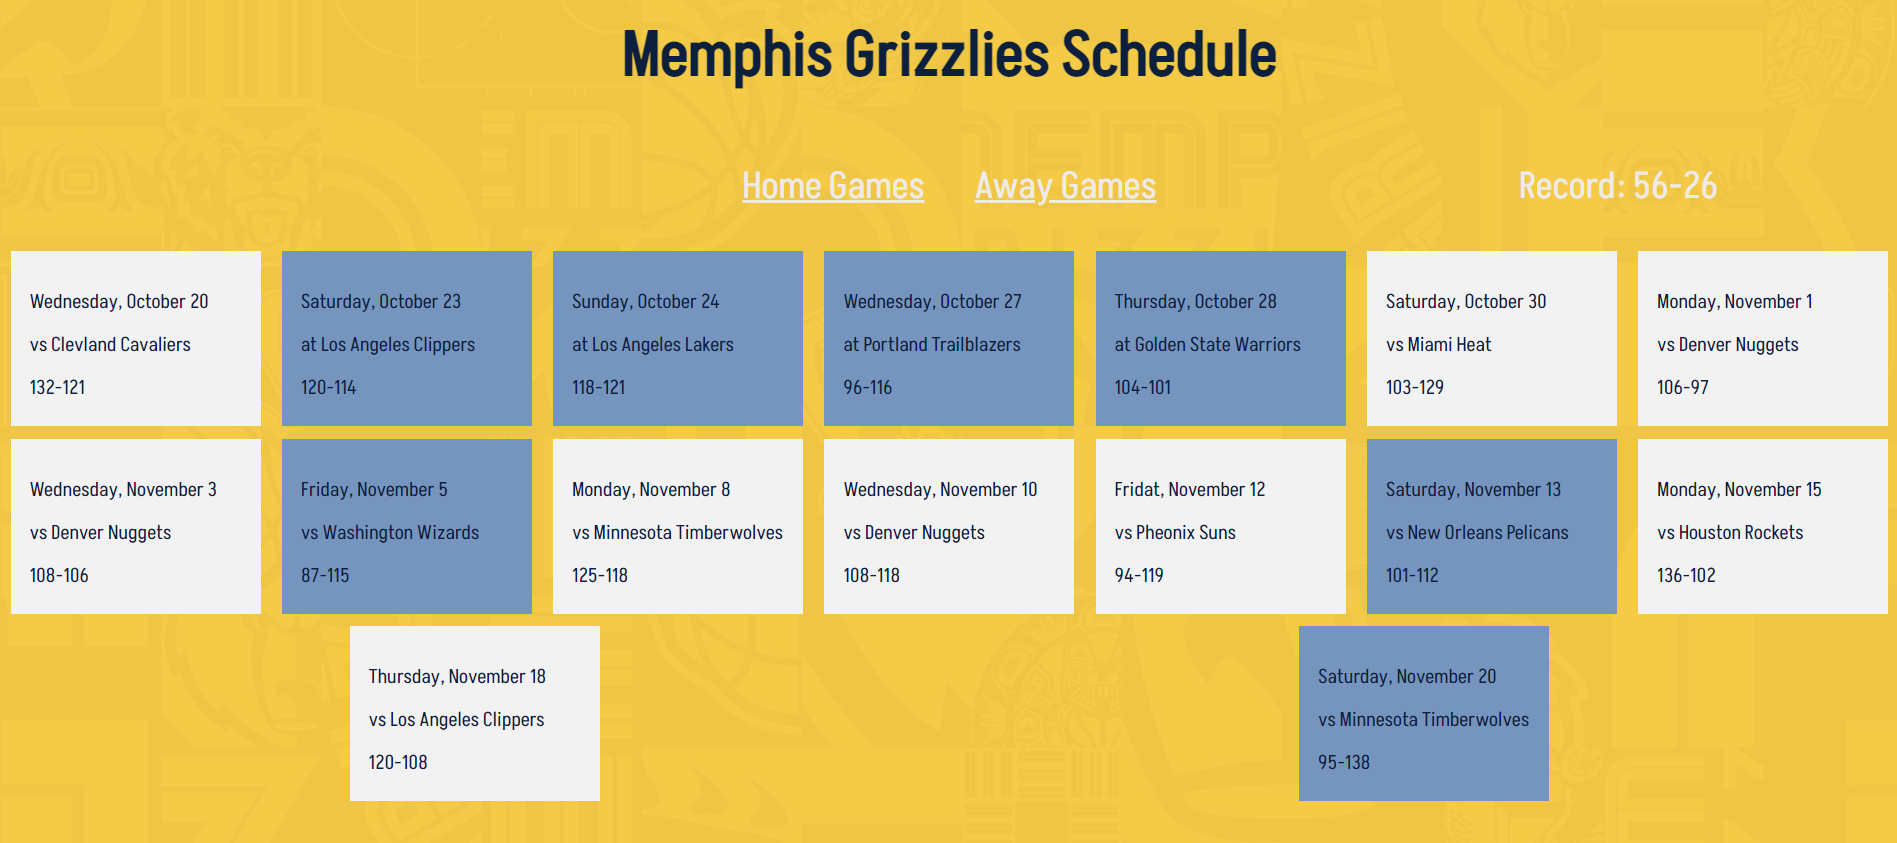 Memphis Grizzlies Schedule
Home Games
Away Games
Record: 56-26
Wednesday, October 20
vs Clevland Cavaliers
132-121
Saturday, October 23
at Los Angeles Clippers
120-114
Sunday, October 24
at Los Angeles Lakers
118-121
Wednesday, October 27
at Portland Trailblazers
96-116
Thursday, October 28
at Golden State Warriors
104-101
Saturday, October 30
vs Miami Heat
103-129
Monday, November 1
vs Denver Nuggets
106-97
Wednesday, November 3
vs Denver Nuggets
108-106
Friday, November 5
vs Washington Wizards
87-115
Monday, November 8
vs Minnesota Timberwolves
125-118
Wednesday, November 10
vs Denver Nuggets
108-118
Fridat, November 12
vs Pheonix Suns
94-119
Saturday, November 13
vs New Orleans Pelicans
101-112
Monday, November 15
vs Houston Rockets
136-102
Thursday, November 18
vs Los Angeles Clippers
120-108
Saturday, November 20
vs Minnesota Timberwolves
95-138